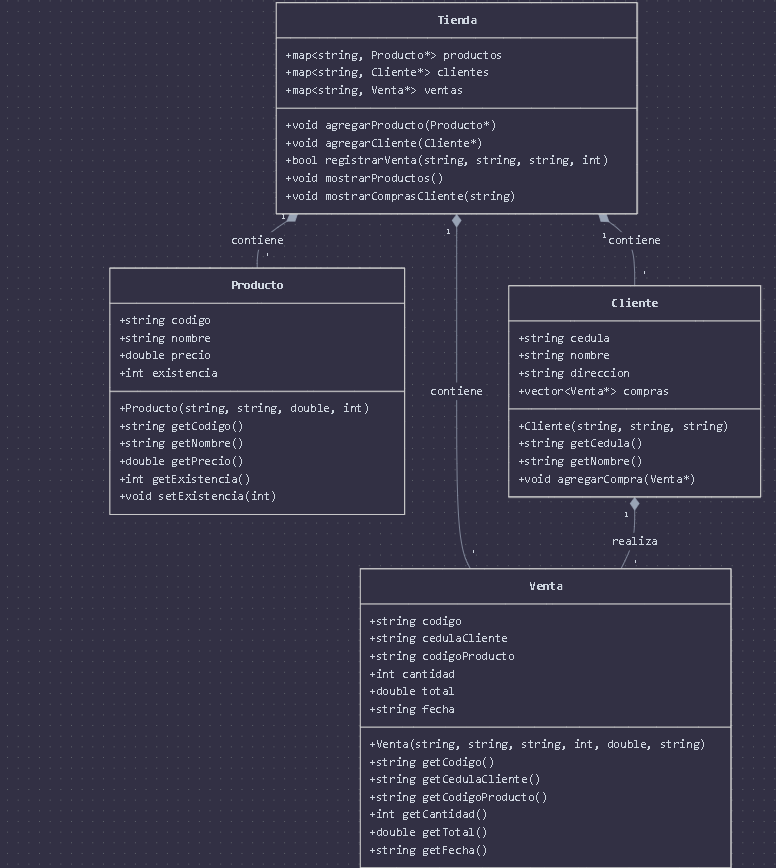 Tienda
+map<string, Producto*> productos
+map<string, Cliente*> clientes
+map<string, Venta*> ventas
+void agregarProducto(Producto*)
+void agregarCliente(Cliente*)
+bool registrarVenta(string, string, string, int)
+void mostrarProductos()
+void mostrarComprasCliente(string)
1
contiene
*
1
contiene
*
1
contiene
*
Producto
+string codigo
+string nombre
+double precio
+int existencia
+Producto(string, string, double, int)
+string getCodigo()
+string getNombre()
+double getPrecio()
+int getExistencia()
+void setExistencia(int)
Cliente
+string cedula
+string nombre
+string direccion
+vector<Venta*> compras
+Cliente(string, string, string)
+string getCedula()
+string getNombre()
+void agregarCompra(Venta*)
1
realiza
*
Venta
+string codigo
+string cedulaCliente
+string codigoProducto
+int cantidad
+double total
+string fecha
+Venta(string, string, string, int, double, string)
+string getCodigo()
+string getCedulaCliente()
+string getCodigoProducto()
+int getCantidad()
+double getTotal()
+string getFecha()